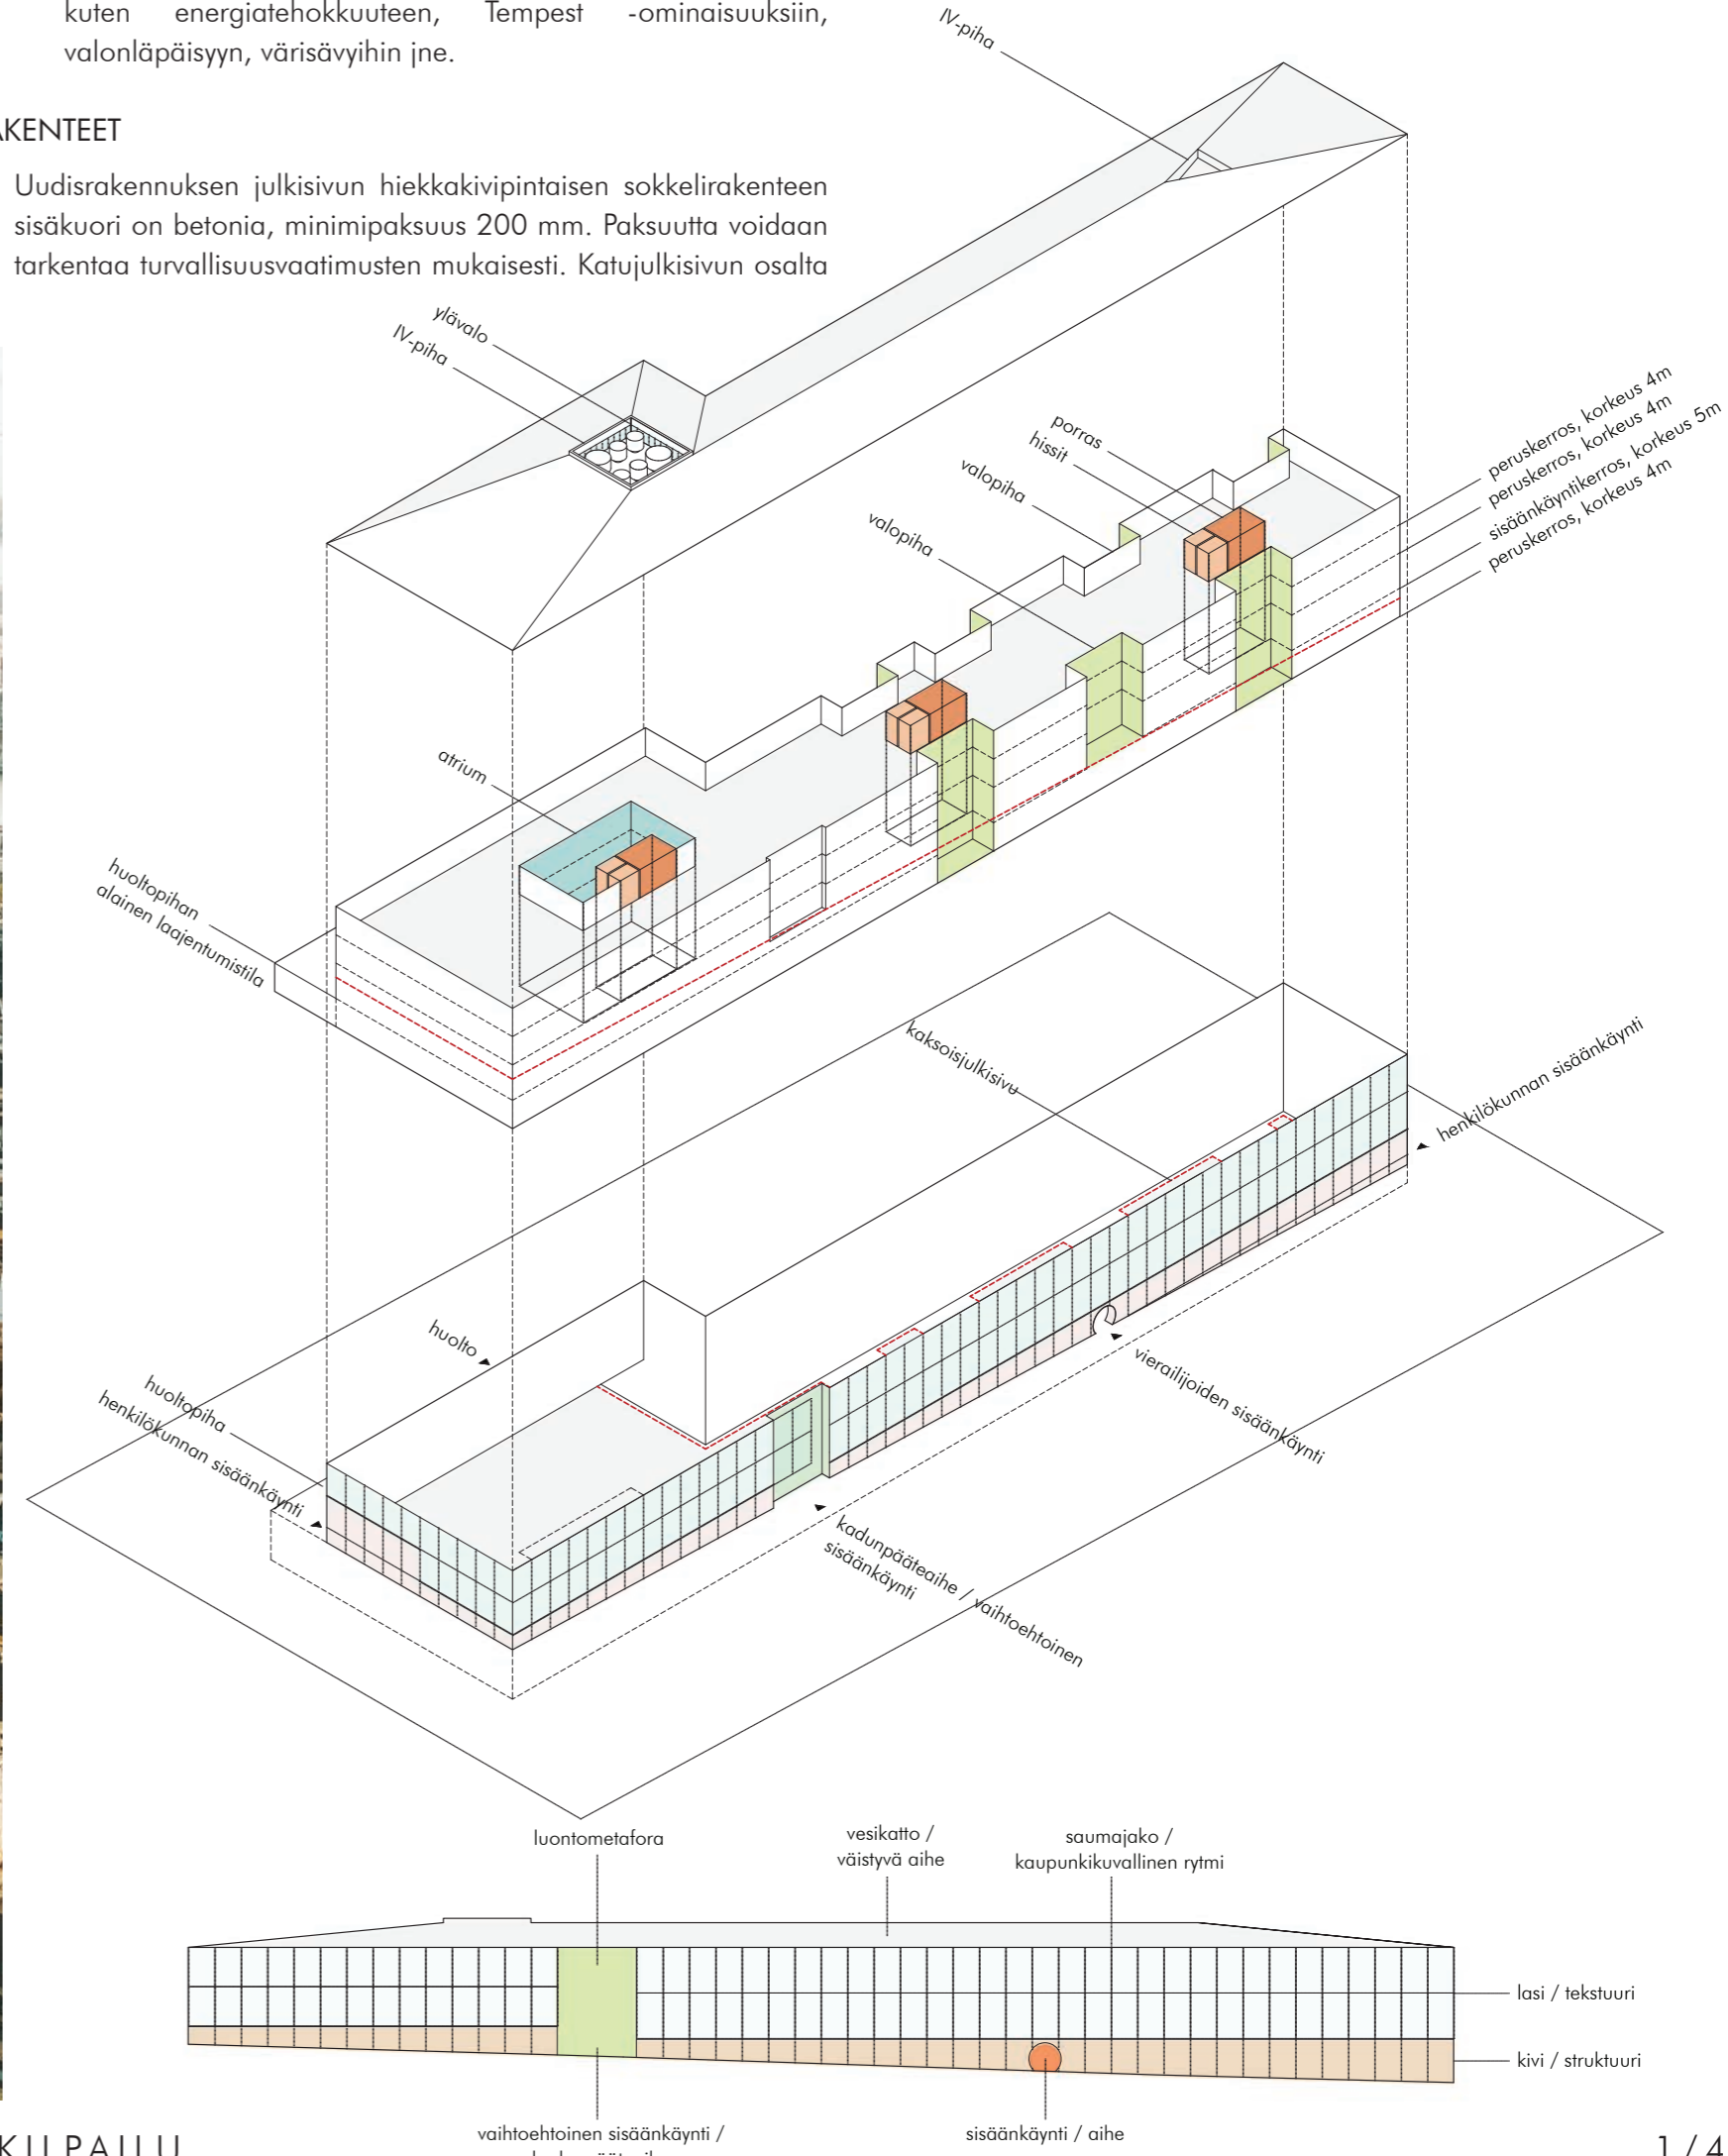 kuten energiatehokkuuteen, Tempest -ominaisuuksiin,
valonläpäisyyn, värisävyihin jne.
AKENTEET
Uudisrakennuksen julkisivun hiekkakivipintaisen sokkelirakenteen
sisäkuori on betonia, minimipaksuus 200 mm. Paksuutta voidaan
tarkentaa turvallisuusvaatimusten mukaisesti. Katujulkisivun osalta
IV-piha
ylävalo
IV-piha
porras
hissit
valopiha
valopiha
peruskerros, korkeus 4m
peruskerros, korkeus 4m
sisäänkäyntikerros, korkeus 5m
peruskerros, korkeus 4m
atrium
huoltopihan
alainen laajentumistila
kaksoisjulkisivu
henkilökunnan sisäänkäynti
huolto
huoltopiha
henkilökunnan sisäänkäynti
vierailijoiden sisäänkäynti
kadunpääteaihe / vaihtoehtoinen
sisäänkäynti
luontometafora
vesikatto /
väistyvä aihe
saumajako /
kaupunkikuvallinen rytmi
lasi / tekstuuri
kivi / struktuuri
vaihtoehtoinen sisäänkäynti /
sisäänkäynti / aihe
KILPAILU
1 / 4